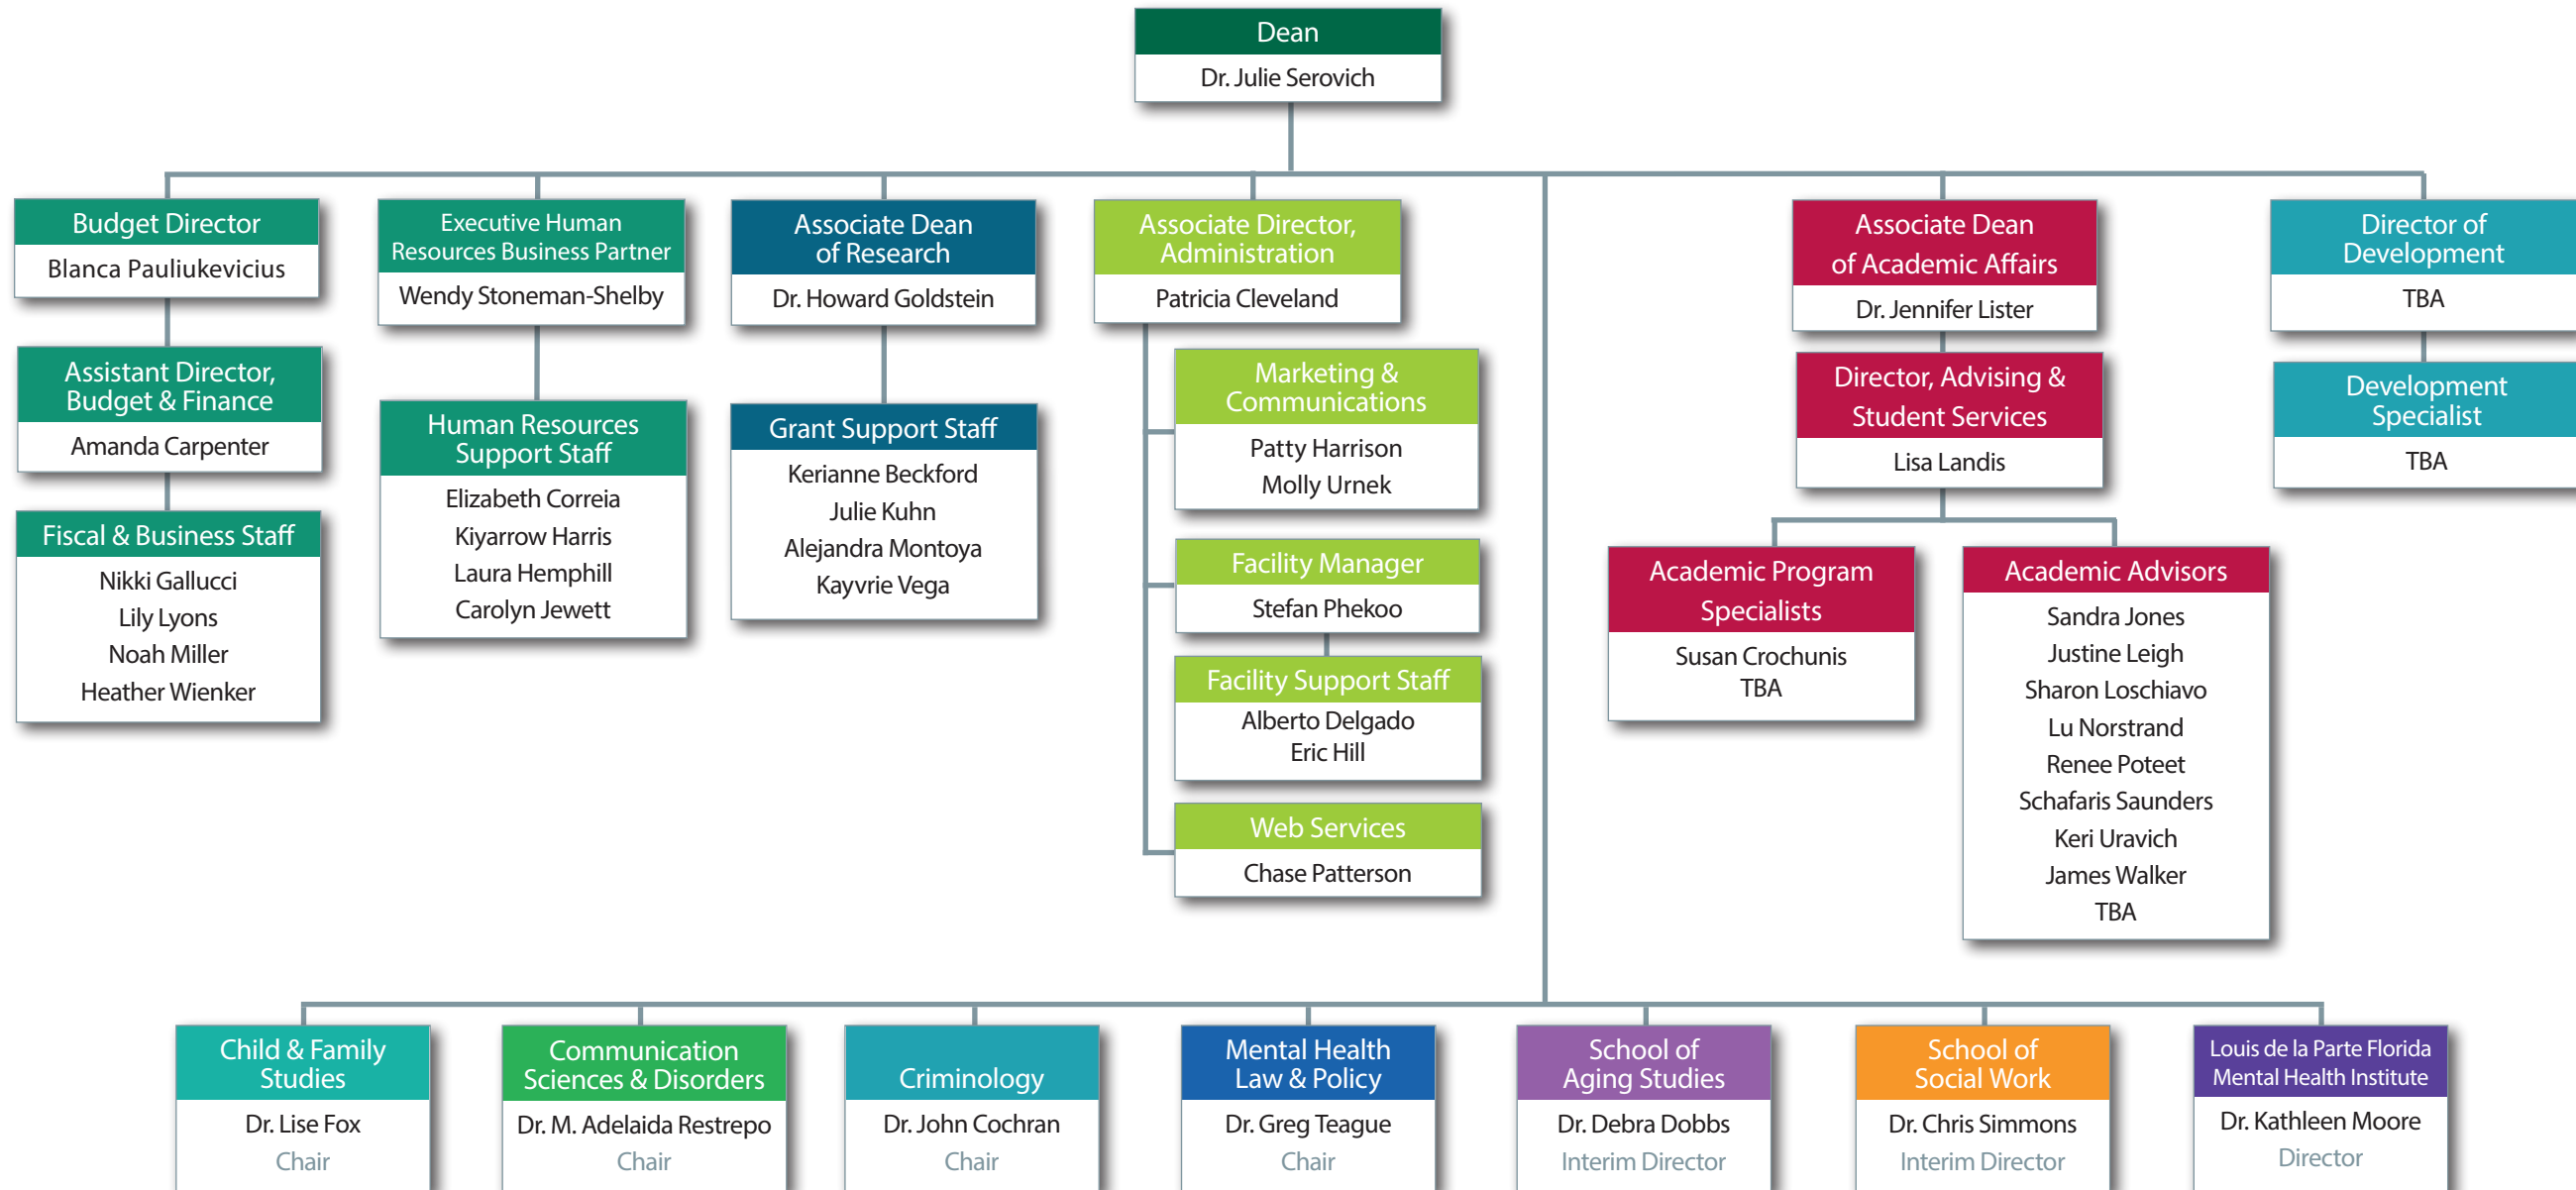 Dean
Dr. Julie Serovich
Budget Director
Blanca Pauliukevicius
Assistant Director,
Budget & Finance
Amanda Carpenter
Fiscal & Business Staff
Nikki Gallucci
Lily Lyons
Noah Miller
Heather Wienker
Executive Human
Resources Business Partner
Wendy Stoneman-Shelby
Human Resources
Support Staff
Elizabeth Correia
Kiyarrow Harris
Laura Hemphill
Carolyn Jewett
Associate Dean
of Research
Dr. Howard Goldstein
Grant Support Staff
Kerianne Beckford
Julie Kuhn
Alejandra Montoya
Kayvrie Vega
Associate Director,
Administration
Patricia Cleveland
Marketing &
Communications
Patty Harrison
Molly Urnek
Facility Manager
Stefan Phekoo
Facility Support Staff
Alberto Delgado
Eric Hill
Web Services
Chase Patterson
Associate Dean
of Academic Affairs
Dr. Jennifer Lister
Director, Advising &
Student Services
Lisa Landis
Academic Program
Specialists
Susan Crochunis
TBA
Academic Advisors
Sandra Jones
Justine Leigh
Sharon Loschiavo
Lu Norstrand
Renee Poteet
Schafaris Saunders
Keri Uravich
James Walker
TBA
Director of
Development
TBA
Development
Specialist
TBA
Child & Family
Studies
Dr. Lise Fox
Chair
Communication
Sciences & Disorders
Dr. M. Adelaida Restrepo
Chair
Criminology
Dr. John Cochran
Chair
Mental Health
Law & Policy
Dr. Greg Teague
Chair
School of
Aging Studies
Dr. Debra Dobbs
Interim Director
School of
Social Work
Dr. Chris Simmons
Interim Director
Louis de la Parte Florida
Mental Health Institute
Dr. Kathleen Moore
Director